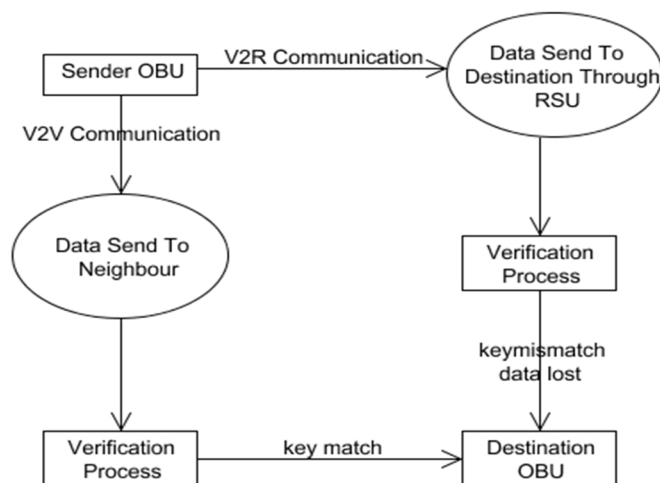 Sender OBU
V2R Communication
Data Send To
Destination Through
RSU
V2V Communication
Data Send To
Neighbour
Verification
Process
keymismatch
data lost
Verification
Process
key match
Destination
OBU